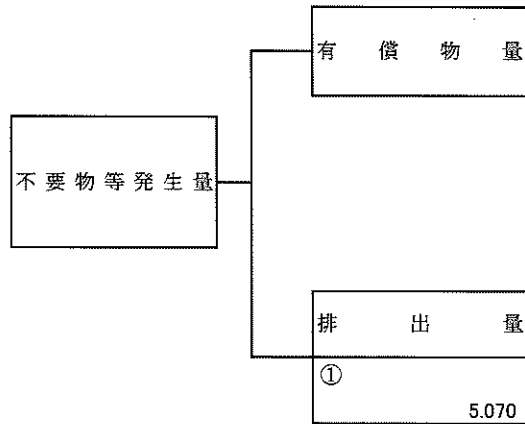 有償物量
不要物等発生量
排出量
①
5.070